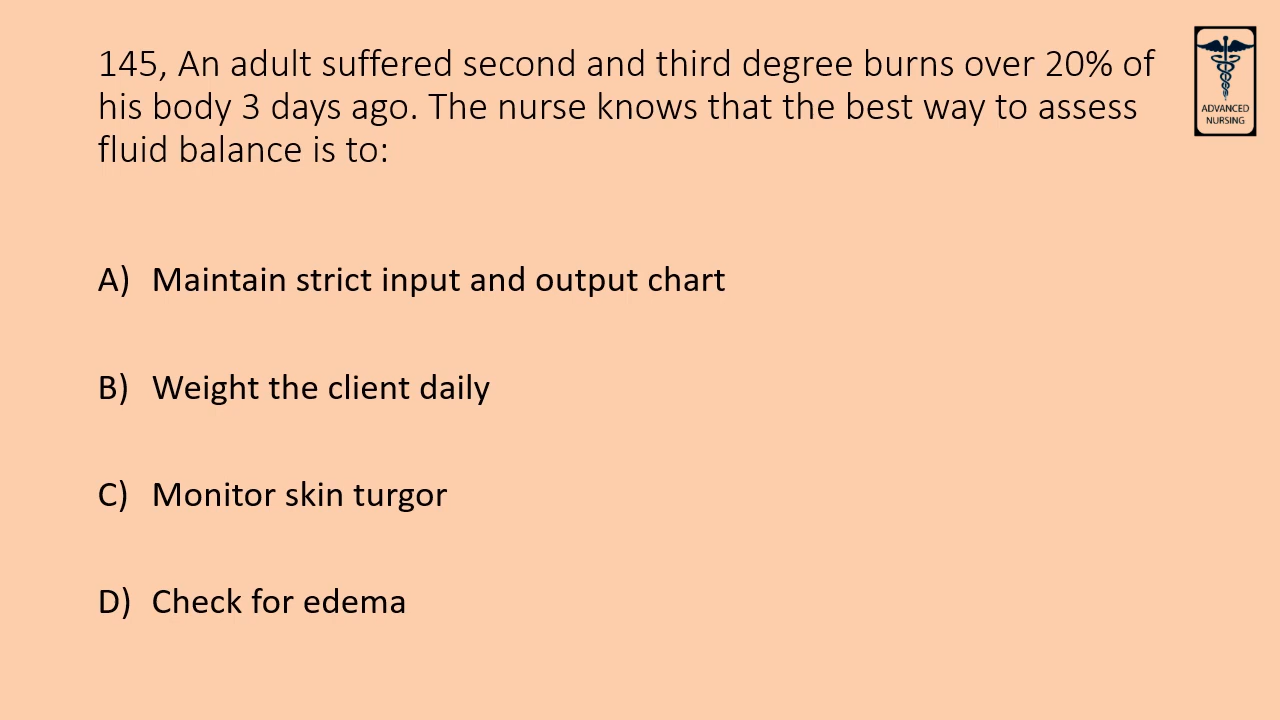 145, An adult suffered second and third degree burns over 20% of
his body 3 days ago. The nurse knows that the best way to assess
fluid balance is to:
ADVANCED
NURSING
A) Maintain strict input and output chart
B) Weight the client daily
C) Monitor skin turgor
D) Check for edema